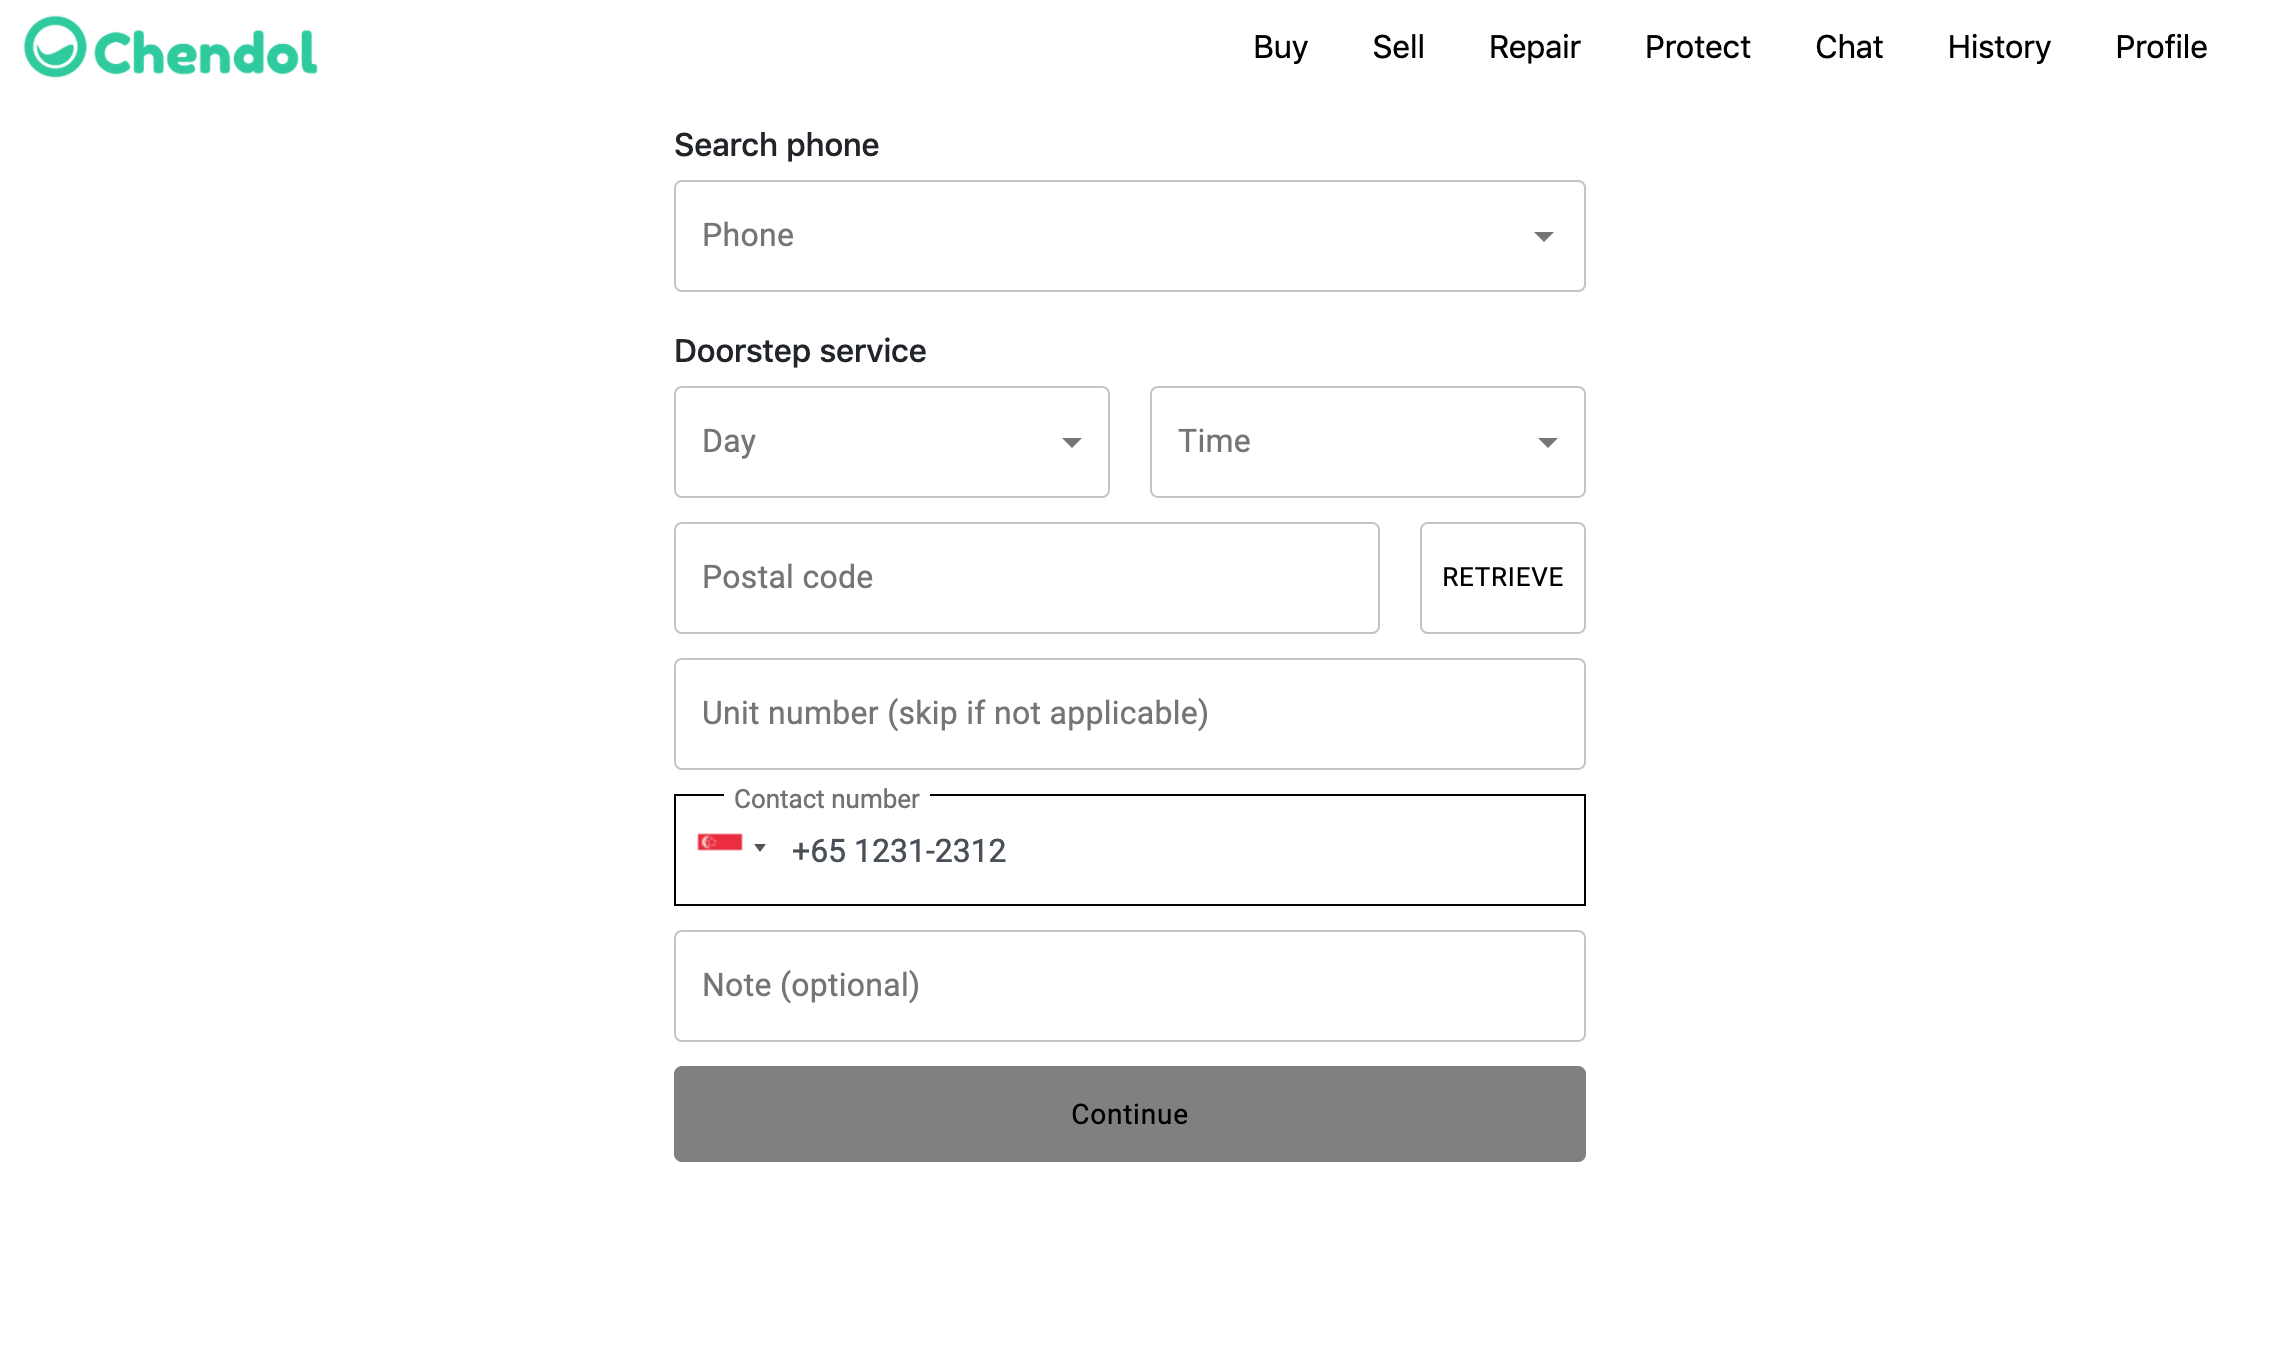 Chendol
Buy Sell Repair Protect Chat History Profile
Search phone
Phone
Doorstep service
Day Time
Postal code RETRIEVE
Unit number (skip if not applicable)
Contact number
+65 1231-2312
Note (optional)
Continue